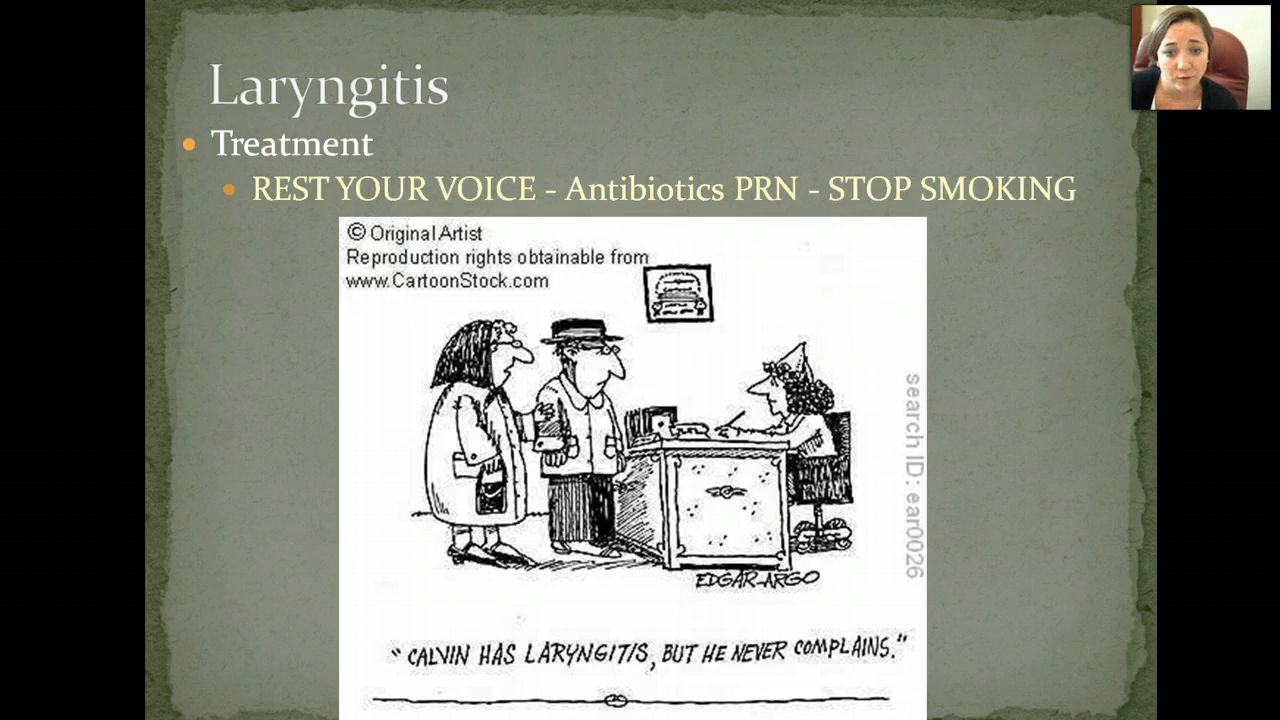 Laryngitis
Treatment
REST YOUR VOICE - Antibiotics PRN - STOP SMOKING
© Original Artist
Reproduction rights obtainable from
www.CartoonStock.com
search ID: ear0026
EDGAR ARGO
"CALVIN HAS LARYNGITIS, BUT HE NEVER COMPLAINS."